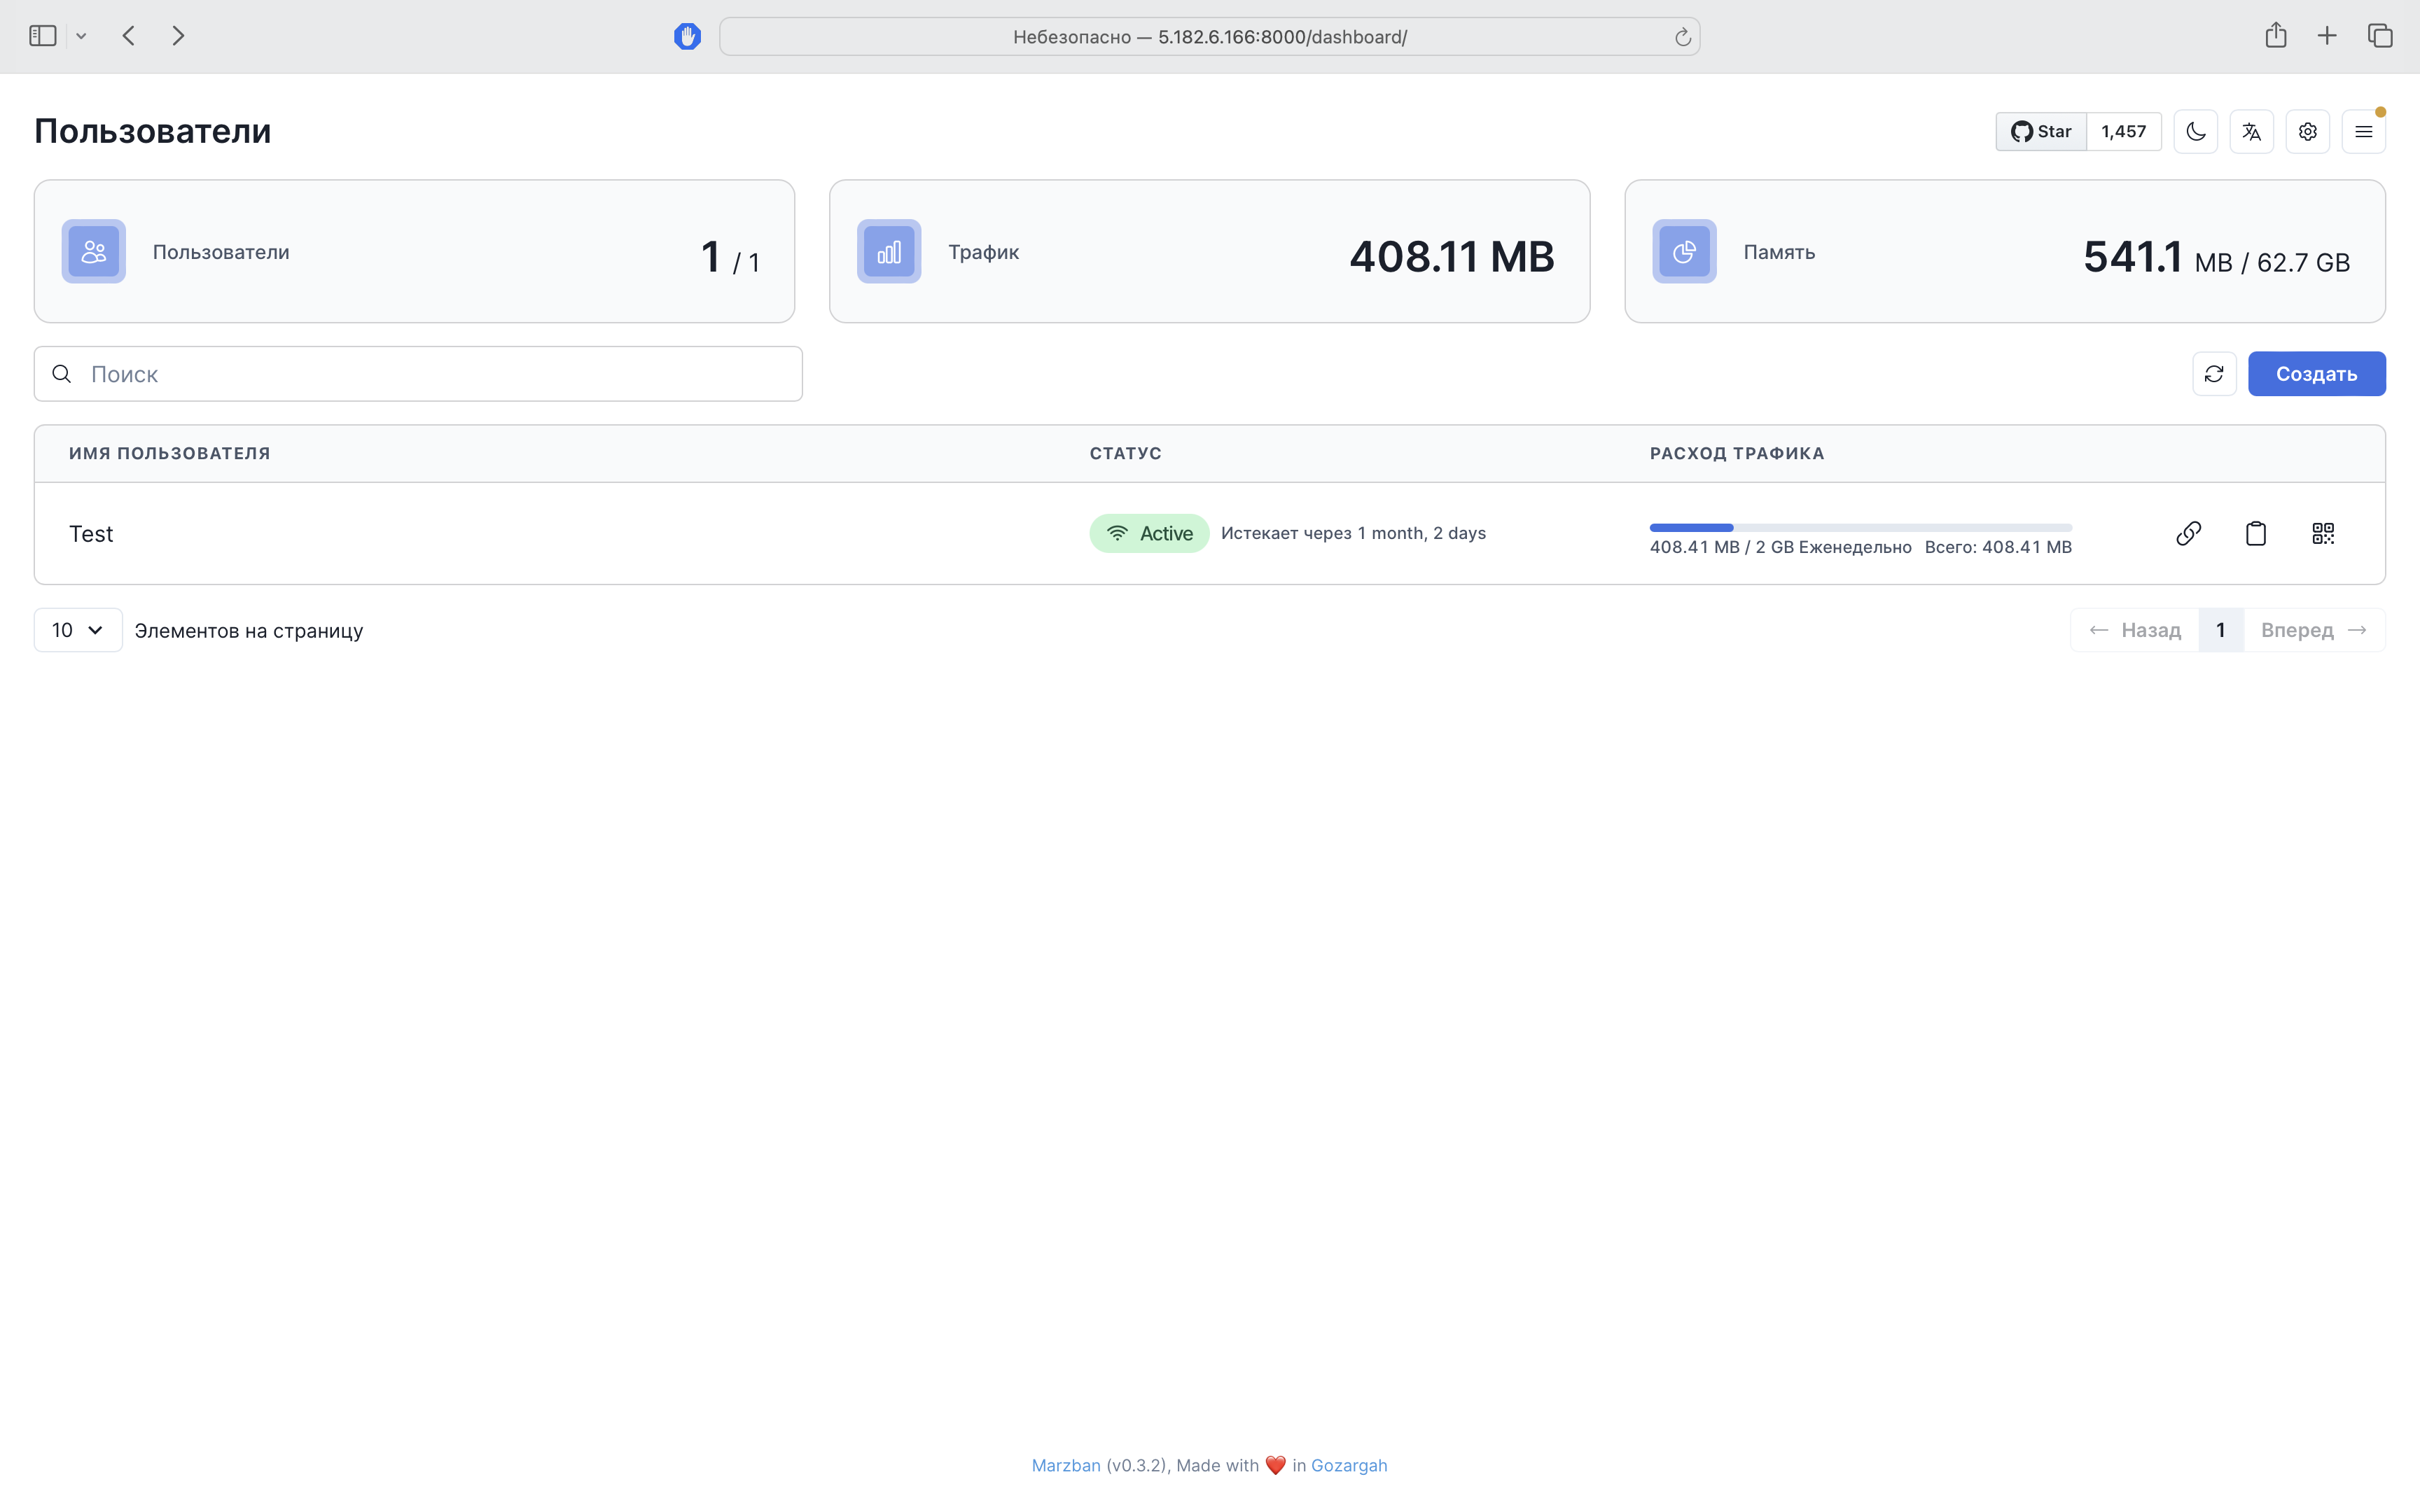 Небезопасно — 5.182.6.166:8000/dashboard/
Пользователи
Star 1,457
Пользователи 1 / 1
Трафик 408.11 MB
Память 541.1 MB / 62.7 GB
Поиск
Создать
ИМЯ ПОЛЬЗОВАТЕЛЯ СТАТУС РАСХОД ТРАФИКА
Test Active Истекает через 1 month, 2 days
408.41 MB / 2 GB Еженедельно Всего: 408.41 MB
10 Элементов на страницу
← Назад 1 Вперед →
Marzban (v0.3.2), Made with ❤️ in Gozargah